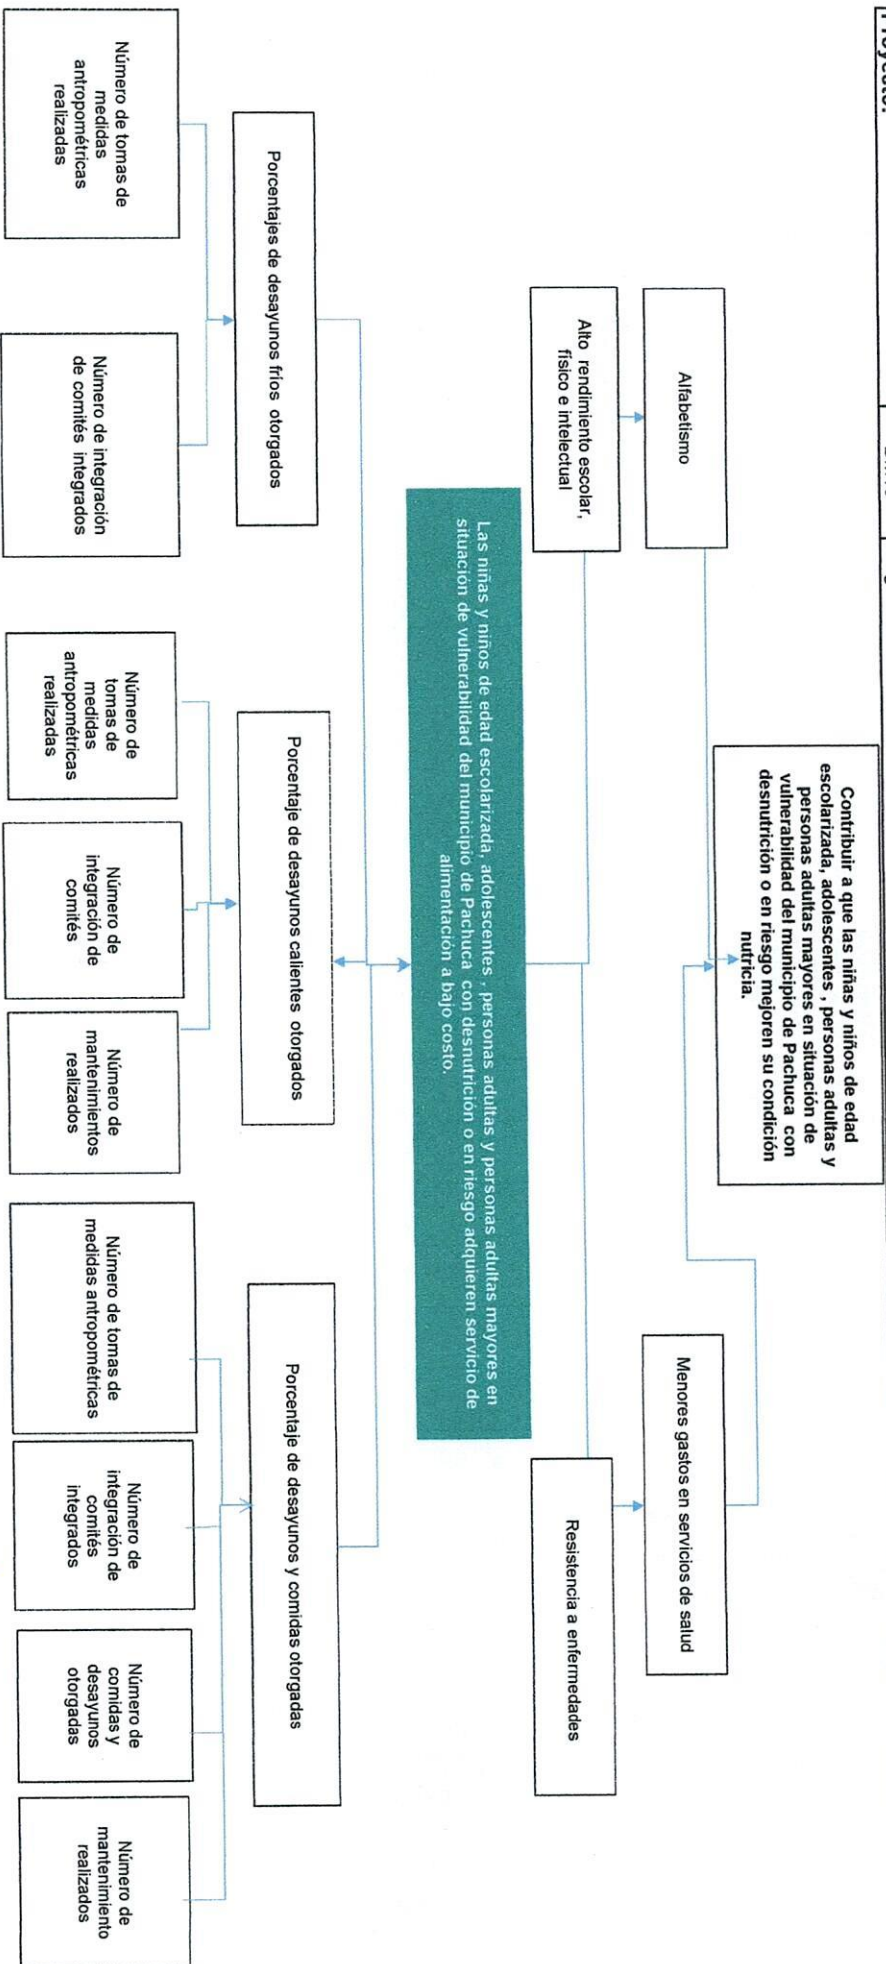 Proyecto:
Contribuir a que las niñas y niños de edad
escolarizada, adolescentes , personas adultas y
personas adultas mayores en situación de
vulnerabilidad del municipio de Pachuca con
desnutrición o en riesgo mejoren su condición
nutricia.
Alfabetismo
Menores gastos en servicios de salud
Alto rendimiento escolar,
físico e intelectual
Resistencia a enfermedades
Las niñas y niños de edad escolarizada, adolescentes , personas adultas y personas adultas mayores en
situación de vulnerabilidad del municipio de Pachuca con desnutrición o en riesgo adquieren servicio de
alimentación a bajo costo.
Porcentajes de desayunos fríos otorgados
Porcentaje de desayunos calientes otorgados
Porcentaje de desayunos y comidas otorgadas
Número de tomas de
medidas
antropométricas
realizadas
Número de integración
de comités integrados
Número de
tomas de
medidas
antropométricas
realizadas
Número de
integración de
comités
Número de
mantenimientos
realizados
Número de tomas de
medidas antropométricas
Número de
integración de
comités
integrados
Número de
comidas y
desayunos
otorgadas
Número de
mantenimiento
realizados